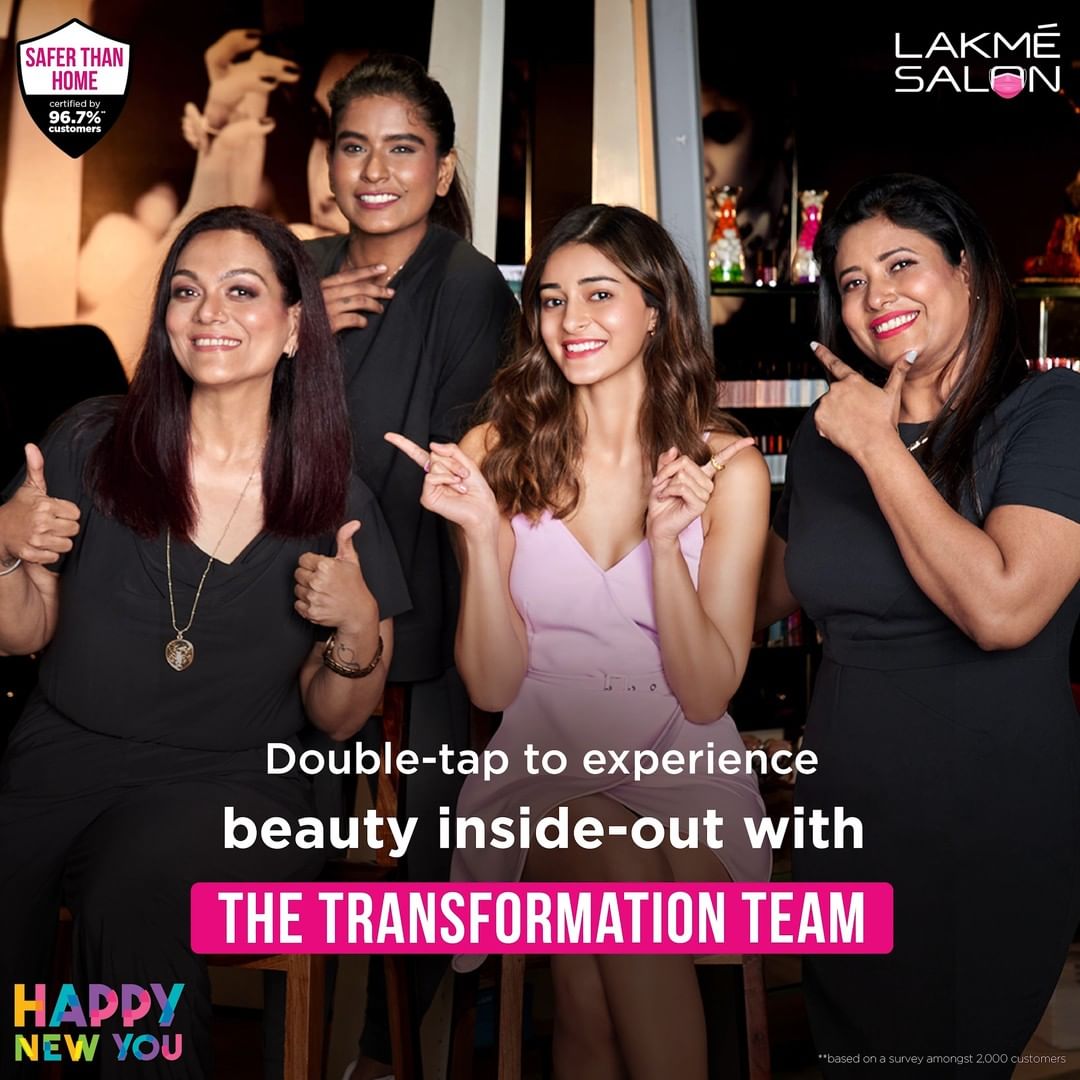 SAFER THAN
HOME
certified by
96.7%**
customers
LAKMÉ
SALON
Double-tap to experience
beauty inside-out with
THE TRANSFORMATION TEAM
HAPPY
NEW YOU
**based on a survey amongst 2,000 customers